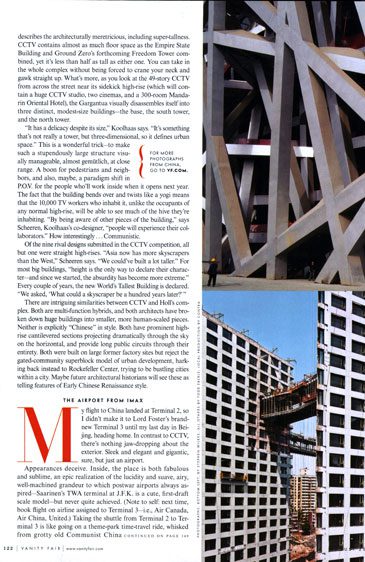 describes the architecturally meretricious, including super-tallness.
CCTV contains almost as much floor space as the Empire State
Building and Ground Zero's forthcoming Freedom Tower com-
bined, yet it's less than half as tall as either one. You can take in
the whole complex without being forced to crane your neck and
gawk straight up. What's more, as you look at the 49-story CCTV
from across the street near its sidekick high-rise (which will con-
tain a huge CCTV studio, two cinemas, and a 300-room Manda-
rin Oriental Hotel), the Gargantua visually disassembles itself into
three distinct, modest-size buildings—the base, the south tower,
and the north tower.
"It has a delicacy despite its size," Koolhaas says. "It's something
that's not really a tower, but three-dimensional, so it defines urban
space." This is a wonderful trick—to make
such a stupendously large structure visu-
ally manageable, almost gemütlich, at close
range. A boon for pedestrians and neigh-
bors, and also, maybe, a paradigm shift in
P.O.V. for the people who'll work inside when it opens next year.
The fact that the building bends over and twists like a yogi means
that the 10,000 TV workers who inhabit it, unlike the occupants of
any normal high-rise, will be able to see much of the hive they're
inhabiting. "By being aware of other pieces of the building," says
Scheeren, Koolhaas's co-designer, "people will experience their col-
laborators." How interestingly … Communistic.
Of the nine rival designs submitted in the CCTV competition, all
but one were straight high-rises. "Asia now has more skyscrapers
than the West," Scheeren says. "We could've built a lot taller." For
most big buildings, "height is the only way to declare their charac-
ter—and since we started, the absurdity has become more extreme."
Every couple of years, the new World's Tallest Building is declared.
"We asked, 'What could a skyscraper be a hundred years later?'"
There are intriguing similarities between CCTV and Holl's com-
plex. Both are multi-function hybrids, and both architects have bro-
ken down huge buildings into smaller, more human-scaled pieces.
Neither is explicitly "Chinese" in style. Both have prominent high-
rise cantilevered sections projecting dramatically through the sky
on the horizontal, and provide long public circuits through their
entirety. Both were built on large former factory sites but reject the
gated-community superblock model of urban development, hark-
ing back instead to Rockefeller Center, trying to be bustling cities
within a city. Maybe future architectural historians will see these as
telling features of Early Chinese Renaissance style.
FOR MORE
PHOTOGRAPHS
FROM CHINA,
GO TO VF.COM.
THE AIRPORT FROM IMAX
My flight to China landed at Terminal 2, so
I didn't make it to Lord Foster's brand-
new Terminal 3 until my last day in Bei-
jing, heading home. In contrast to CCTV,
there's nothing jaw-dropping about the
exterior. Sleek and elegant and gigantic,
sure, but just an airport.
Appearances deceive. Inside, the place is both fabulous
and sublime, an epic realization of the lucidity and suave, airy,
well-machined grandeur to which postwar airports always as-
pired—Saarinen's TWA terminal at J.F.K. is a cute, first-draft
scale-model—but never quite achieved. (Note to self: next time,
book flight on airline assigned to Terminal 3—i.e., Air Canada,
Air China, United.) Taking the shuttle from Terminal 2 to Ter-
minal 3 is like going on a theme-park time-travel ride, whisked
from grotty old Communist China CONTINUED ON PAGE 148
122 | VANITY FAIR | www.vanityfair.com